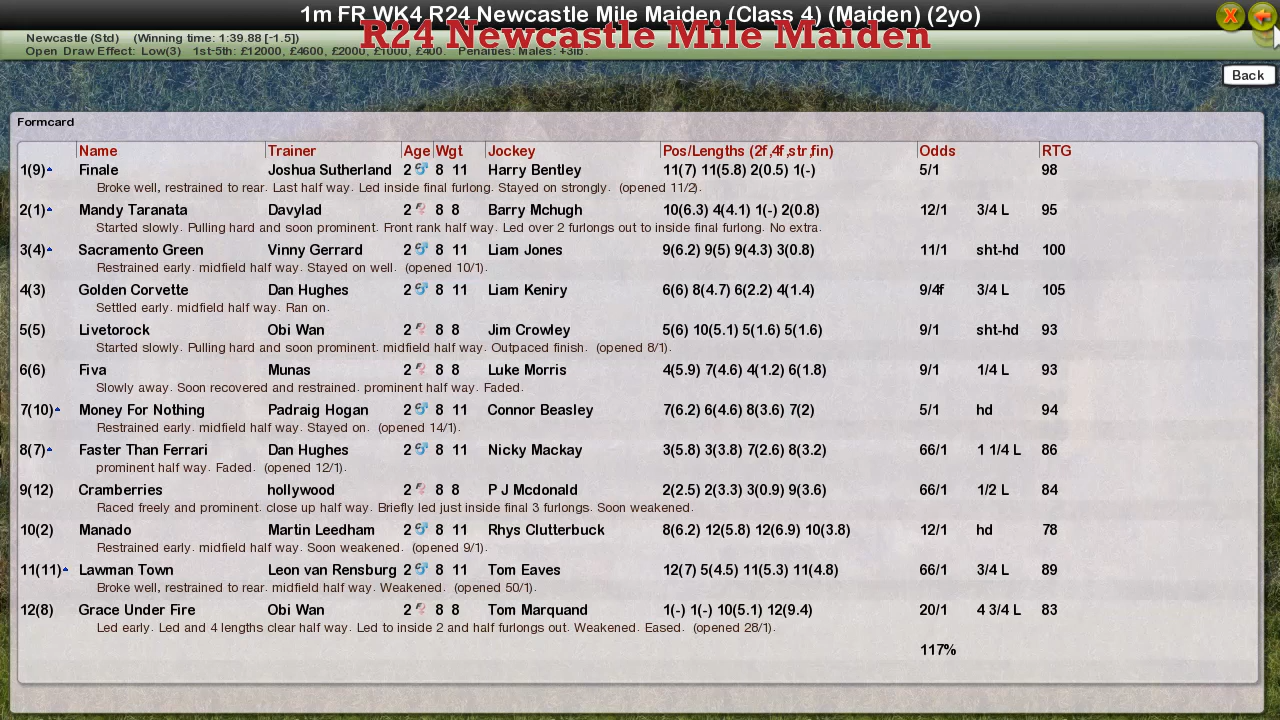 1m FR WK4 R24 Newcastle Mile Maiden (Class 4) (Maiden) (2yo)
R24 Newcastle Mile Maiden
Newcastle (Std) (Winning time: 1:39.88 [-1.5])
Open Draw Effect: Low(3) 1st-5th: £12000, £4600, £2000, £1000, £400. Penalties: Males: +3lb.
X
Back
Formcard
Name Trainer Age Wgt Jockey Pos/Lengths (2f,4f,str,fin) Odds RTG
1(9) Finale Joshua Sutherland 2 8 11 Harry Bentley 11(7) 11(5.8) 2(0.5) 1(-) 5/1 98
Broke well, restrained to rear. Last half way. Led inside final furlong. Stayed on strongly. (opened 11/2).
2(1) Mandy Taranata Davylad 2 8 8 Barry Mchugh 10(6.3) 4(4.1) 1(-) 2(0.8) 12/1 3/4 L 95
Started slowly. Pulling hard and soon prominent. Front rank half way. Led over 2 furlongs out to inside final furlong. No extra.
3(4) Sacramento Green Vinny Gerrard 2 8 11 Liam Jones 9(6.2) 9(5) 9(4.3) 3(0.8) 11/1 sht-hd 100
Restrained early. midfield half way. Stayed on well. (opened 10/1).
4(3) Golden Corvette Dan Hughes 2 8 11 Liam Keniry 6(6) 8(4.7) 6(2.2) 4(1.4) 9/4f 3/4 L 105
Settled early. midfield half way. Ran on.
5(5) Livetorock Obi Wan 2 8 8 Jim Crowley 5(6) 10(5.1) 5(1.6) 5(1.6) 9/1 sht-hd 93
Started slowly. Pulling hard and soon prominent. midfield half way. Outpaced finish. (opened 8/1).
6(6) Fiva Munas 2 8 8 Luke Morris 4(5.9) 7(4.6) 4(1.2) 6(1.8) 9/1 1/4 L 93
Slowly away. Soon recovered and restrained. prominent half way. Faded.
7(10) Money For Nothing Padraig Hogan 2 8 11 Connor Beasley 7(6.2) 6(4.6) 8(3.6) 7(2) 5/1 hd 94
Restrained early. midfield half way. Stayed on. (opened 14/1).
8(7) Faster Than Ferrari Dan Hughes 2 8 11 Nicky Mackay 3(5.8) 3(3.8) 7(2.6) 8(3.2) 66/1 1 1/4 L 86
prominent half way. Faded. (opened 12/1).
9(12) Cramberries hollywood 2 8 8 P J Mcdonald 2(2.5) 2(3.3) 3(0.9) 9(3.6) 66/1 1/2 L 84
Raced freely and prominent. close up half way. Briefly led just inside final 3 furlongs. Soon weakened.
10(2) Manado Martin Leedham 2 8 11 Rhys Clutterbuck 8(6.2) 12(5.8) 12(6.9) 10(3.8) 12/1 hd 78
Restrained early. midfield half way. Soon weakened. (opened 9/1).
11(11) Lawman Town Leon van Rensburg 2 8 11 Tom Eaves 12(7) 5(4.5) 11(5.3) 11(4.8) 66/1 3/4 L 89
Broke well, restrained to rear. midfield half way. Weakened. (opened 50/1).
12(8) Grace Under Fire Obi Wan 2 8 8 Tom Marquand 1(-) 1(-) 10(5.1) 12(9.4) 20/1 4 3/4 L 83
Led early. Led and 4 lengths clear half way. Led to inside 2 and half furlongs out. Weakened. Eased. (opened 28/1).
117%